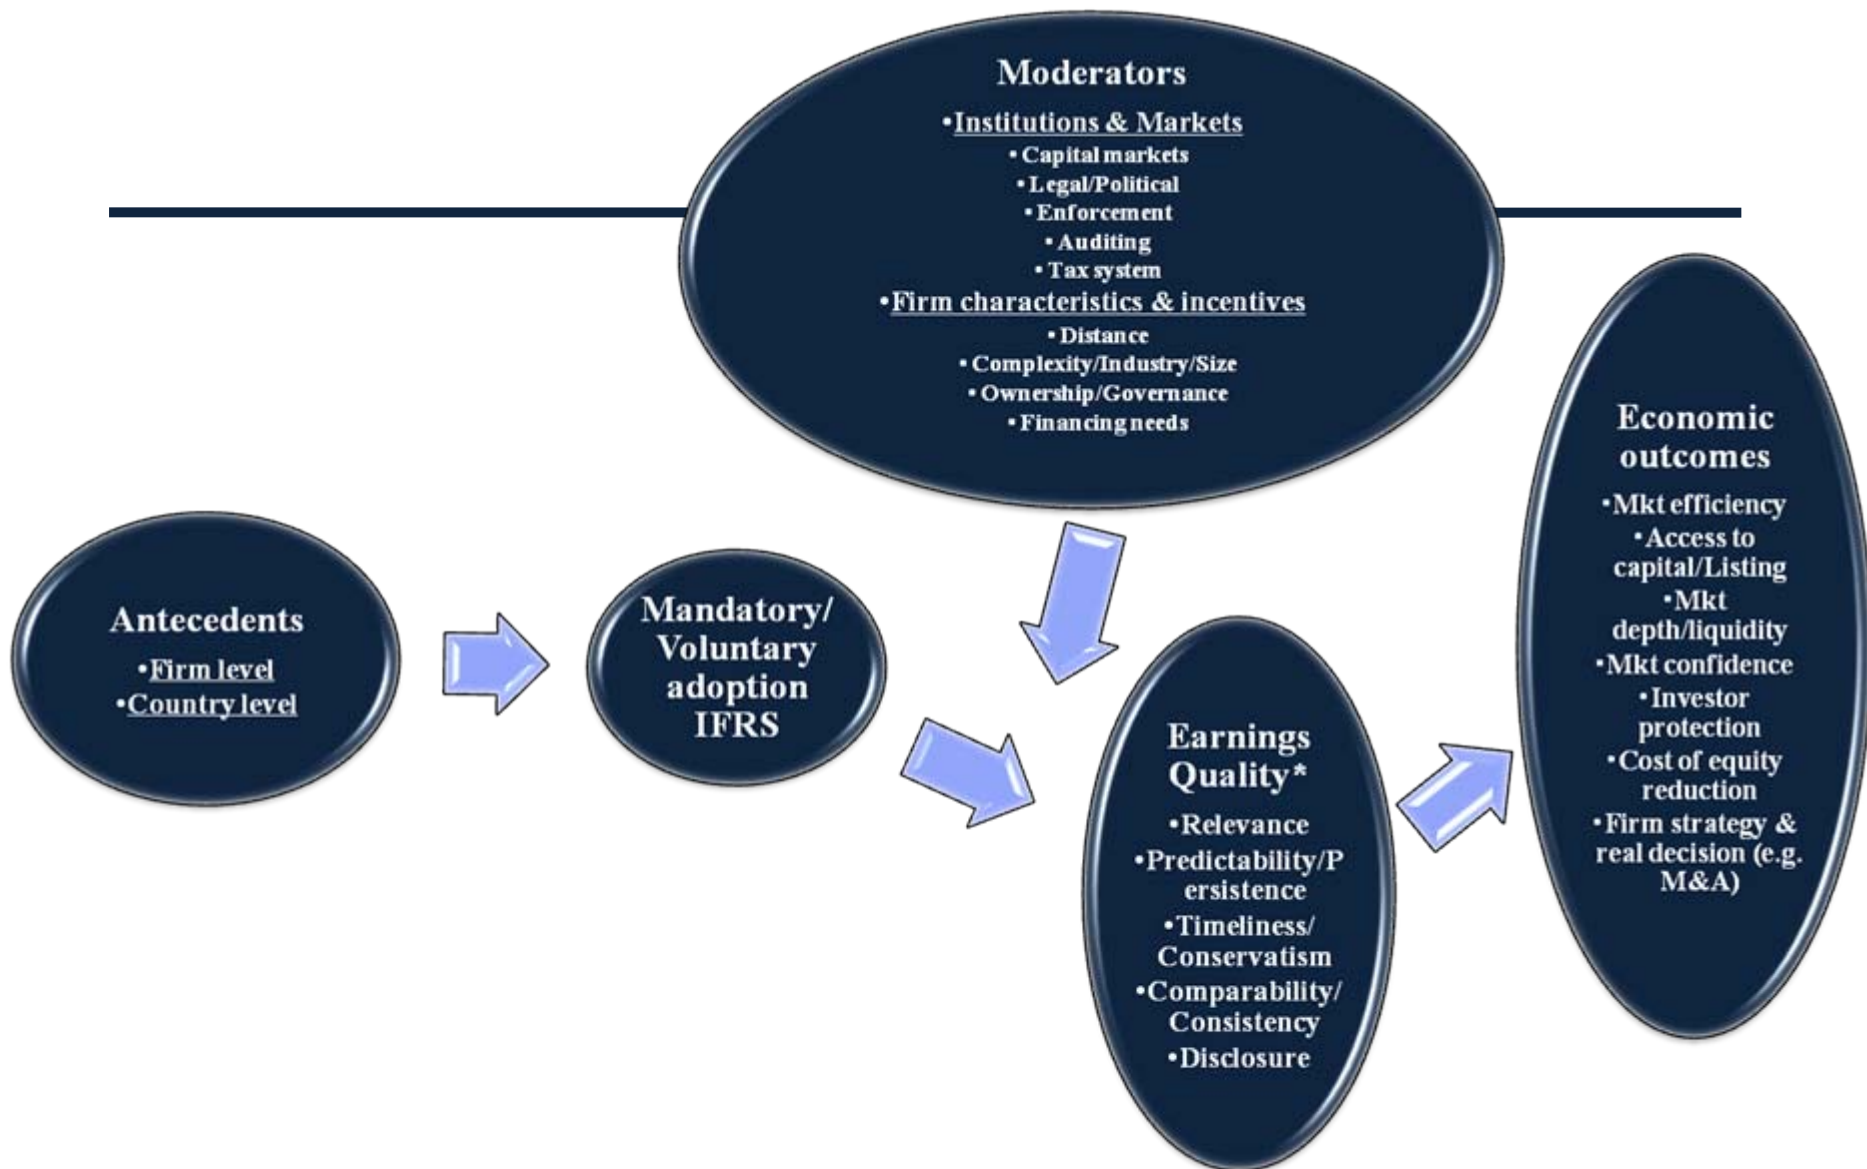 Moderators
•Institutions & Markets
• Capital markets
• Legal/Political
• Enforcement
• Auditing
• Tax system
•Firm characteristics & incentives
• Distance
• Complexity/Industry/Size
• Ownership/Governance
• Financing needs
Antecedents
•Firm level
•Country level
Mandatory/
Voluntary
adoption
IFRS
Earnings
Quality*
•Relevance
•Predictability/P
ersistence
•Timeliness/
Conservatism
•Comparability/
Consistency
•Disclosure
Economic
outcomes
•Mkt efficiency
•Access to
capital/Listing
•Mkt
depth/liquidity
•Mkt confidence
•Investor
protection
•Cost of equity
reduction
•Firm strategy &
real decision (e.g.
M&A)